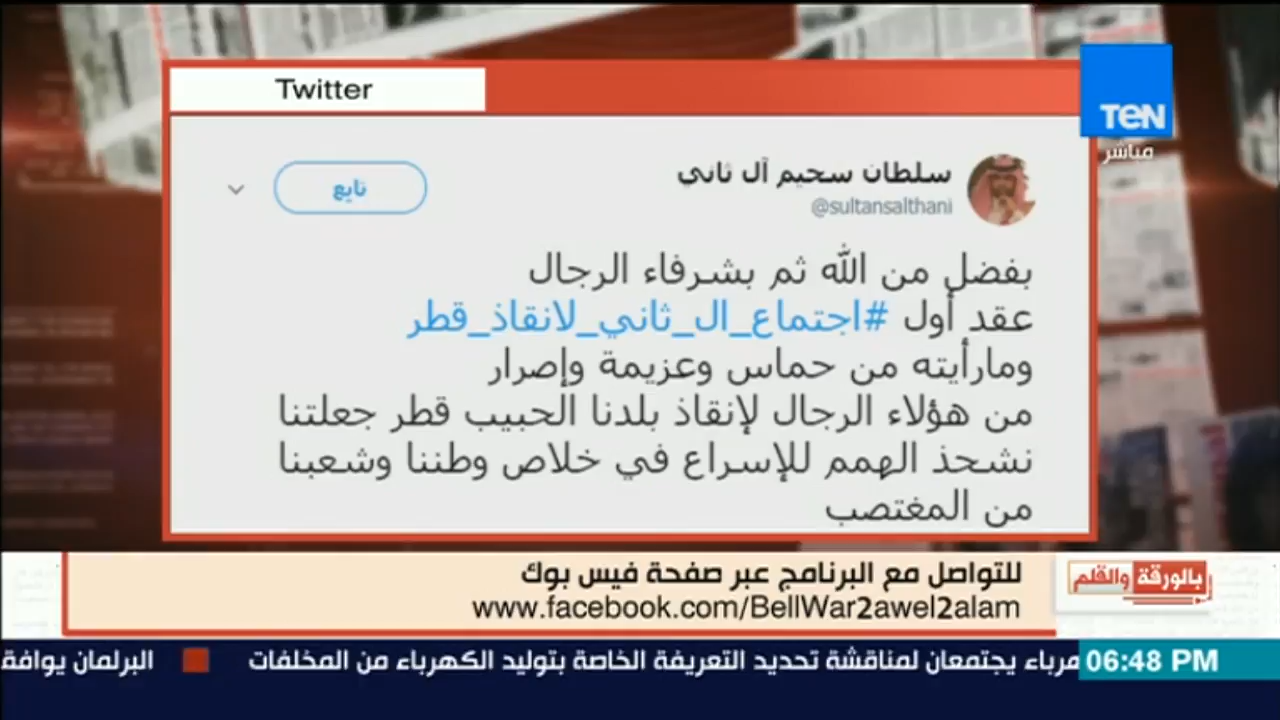 Twitter
TEN
مباشر
سلطان سحيم آل ثاني
@sultansalthani
تابع
بفضل من الله ثم بشرفاء الرجال
عقد أول #اجتماع_ال_ثاني_لانقاذ_قطر
ومارأيته من حماس وعزيمة وإصرار
من هؤلاء الرجال لإنقاذ بلدنا الحبيب قطر جعلتنا
نشحذ الهمم للإسراع في خلاص وطننا وشعبنا
من المغتصب
للتواصل مع البرنامج عبر صفحة فيس بوك
www.facebook.com/BellWar2awel2alam
بالورقة والقلم
06:48 PM
هرباء يجتمعان لمناقشة تحديد التعريفة الخاصة بتوليد الكهرباء من المخلفات
البرلمان يوافق